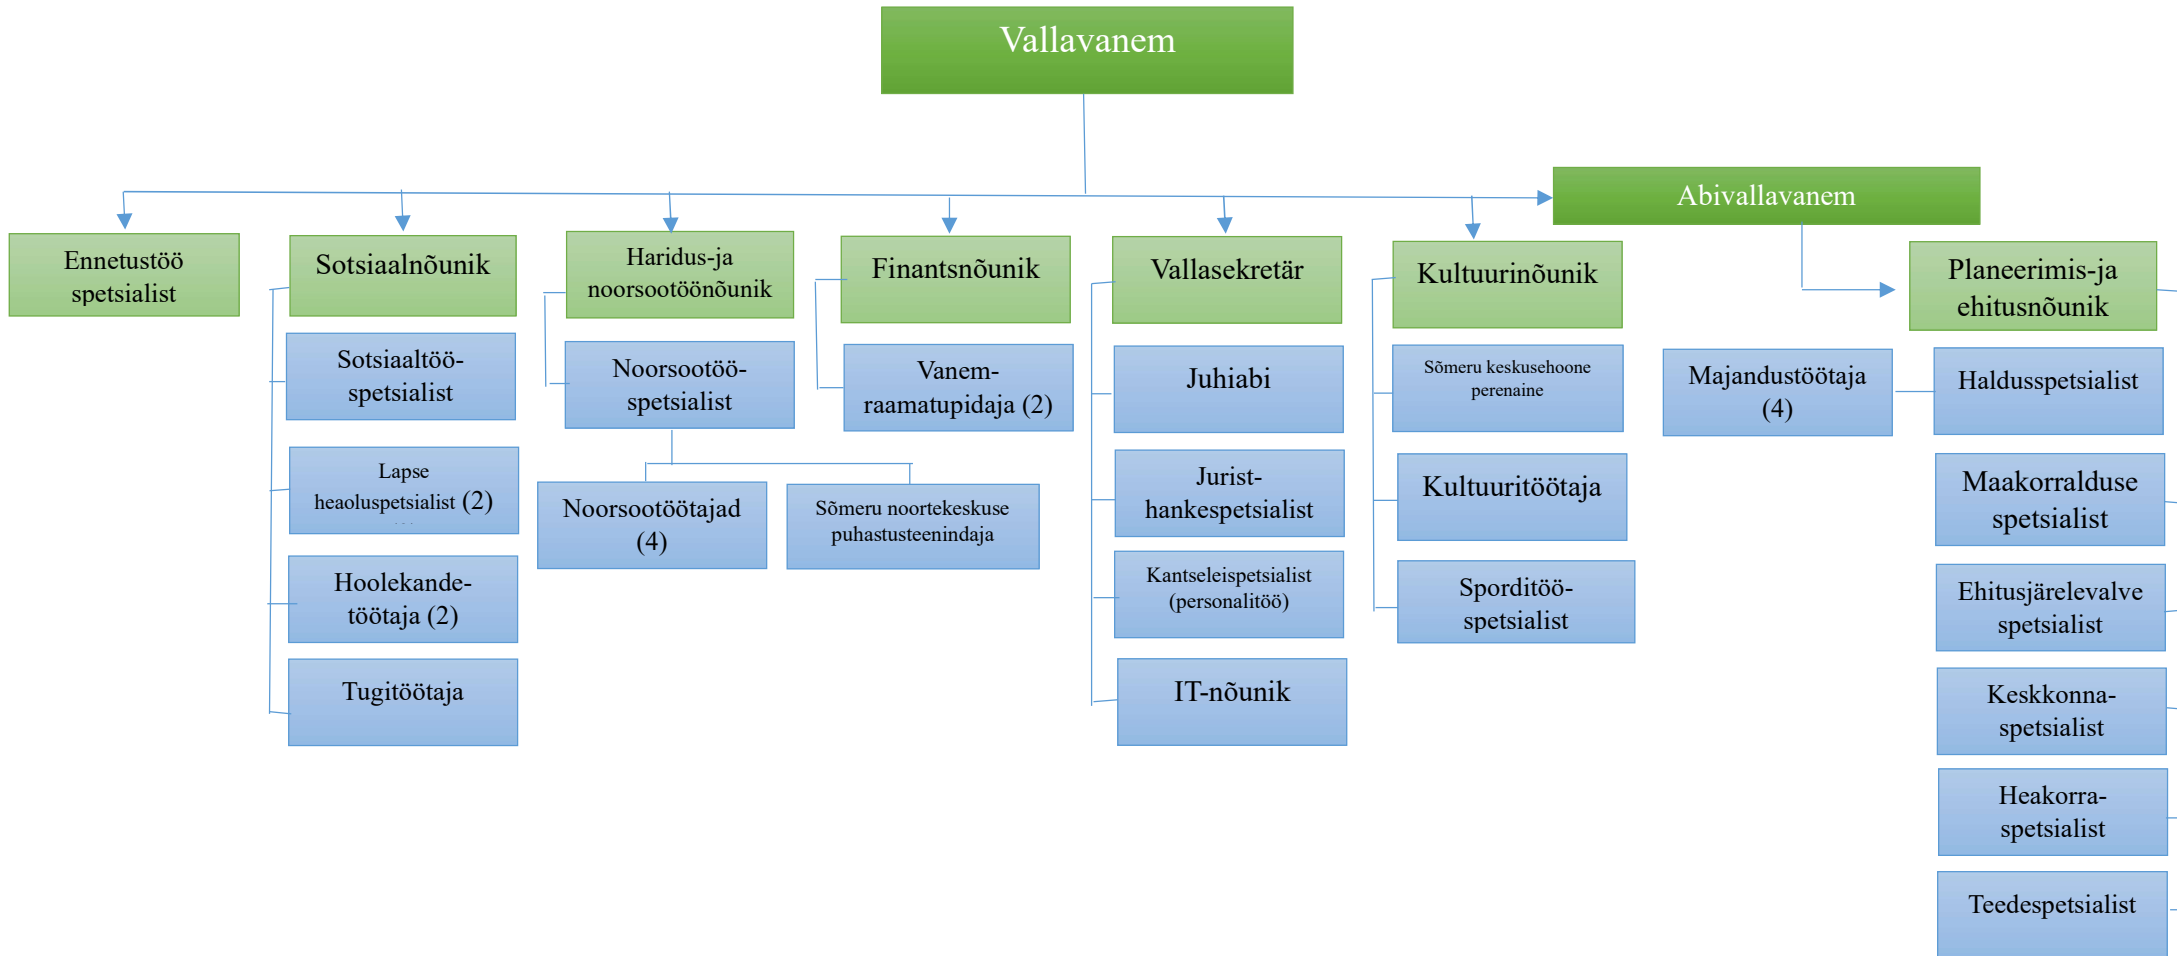 Vallavanem
Abivallavanem
Ennetustöö
spetsialist
Sotsiaalnõunik
Haridus-ja
noorsootöönõunik
Finantsnõunik
Vallasekretär
Kultuurinõunik
Planeerimis-ja
ehitusnõunik
Sotsiaaltöö-
spetsialist
Lapse
heaoluspetsialist (2)
Hoolekande-
töötaja (2)
Tugitöötaja
Noorsootöö-
spetsialist
Noorsootöötajad
(4)
Sõmeru noortekeskuse
puhastusteenindaja
Vanem-
raamatupidaja (2)
Juhiabi
Jurist-
hankespetsialist
Kantseleispetsialist
(personalitöö)
IT-nõunik
Sõmeru keskusehoone
perenaine
Kultuuritöötaja
Sporditöö-
spetsialist
Majandustöötaja
(4)
Haldusspetsialist
Maakorralduse
spetsialist
Ehitusjärelevalve
spetsialist
Keskkonna-
spetsialist
Heakorra-
spetsialist
Teedespetsialist